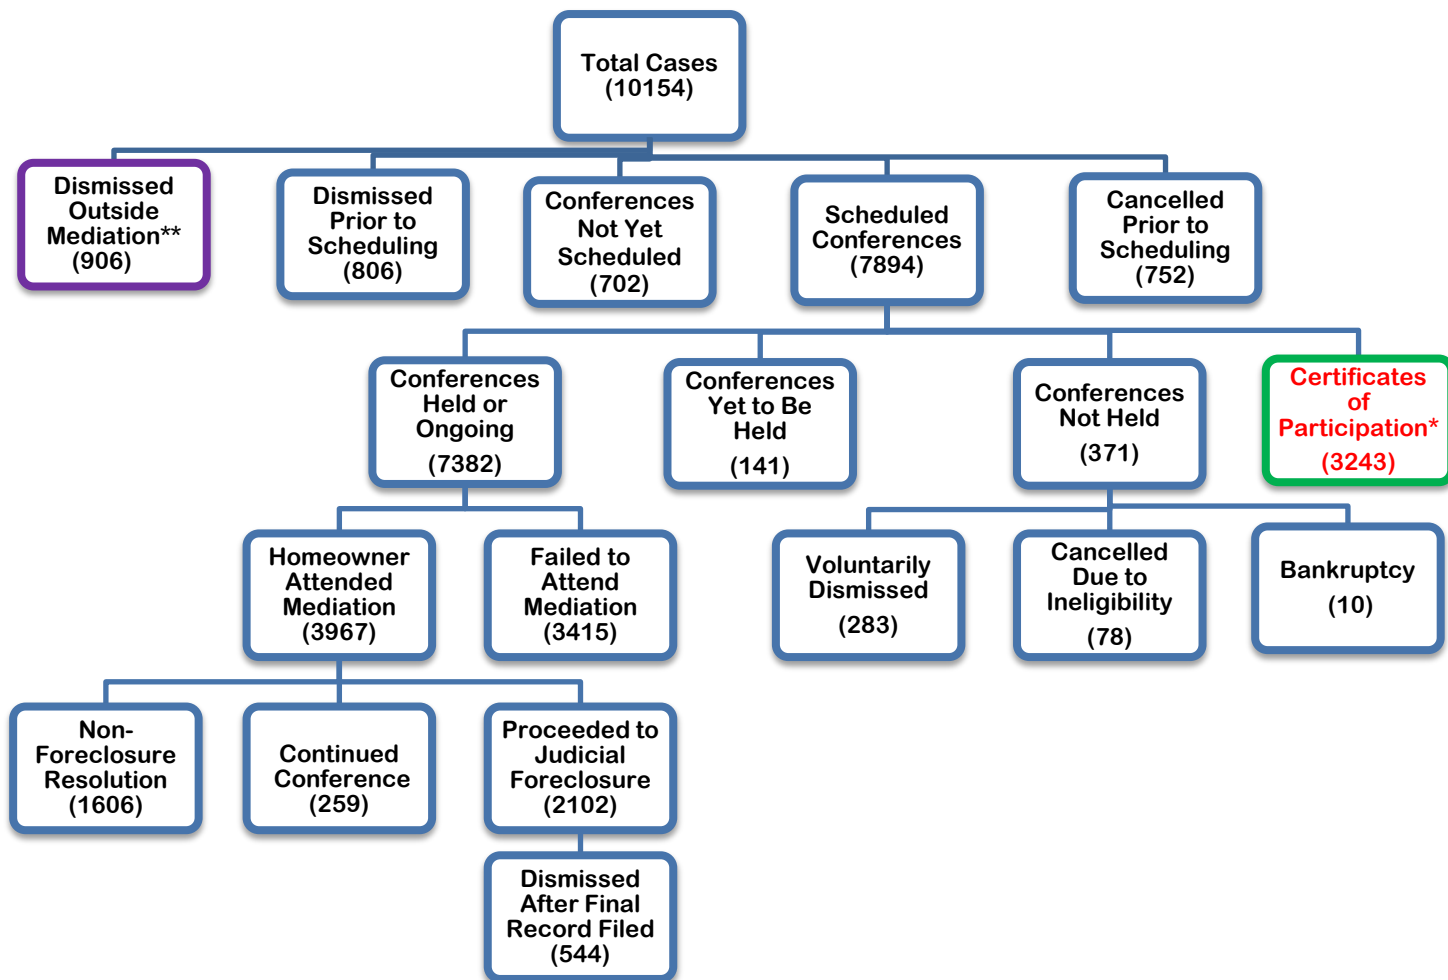 Total Cases
(10154)
Dismissed
Outside
Mediation**
(906)
Dismissed
Prior to
Scheduling
(806)
Conferences
Not Yet
Scheduled
(702)
Scheduled
Conferences
(7894)
Cancelled
Prior to
Scheduling
(752)
Conferences
Held or
Ongoing
(7382)
Conferences
Yet to Be
Held
(141)
Conferences
Not Held
(371)
Certificates
of
Participation*
(3243)
Homeowner
Attended
Mediation
(3967)
Failed to
Attend
Mediation
(3415)
Voluntarily
Dismissed
(283)
Cancelled
Due to
Ineligibility
(78)
Bankruptcy
(10)
Non-
Foreclosure
Resolution
(1606)
Continued
Conference
(259)
Proceeded to
Judicial
Foreclosure
(2102)
Dismissed
After Final
Record Filed
(544)